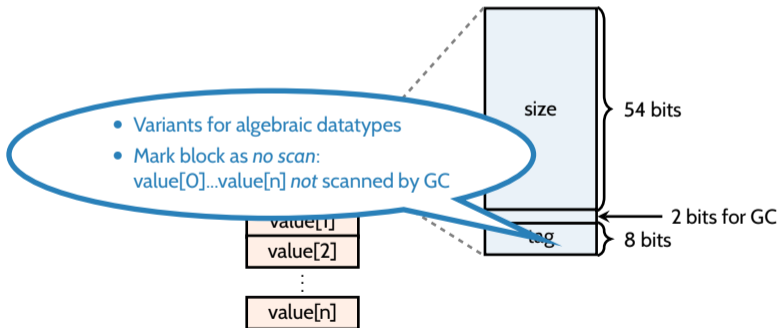 size
54 bits
• Variants for algebraic datatypes
• Mark block as no scan:
value[0]...value[n] not scanned by GC
2 bits for GC
value[1]
tag
8 bits
value[2]
⋮
value[n]